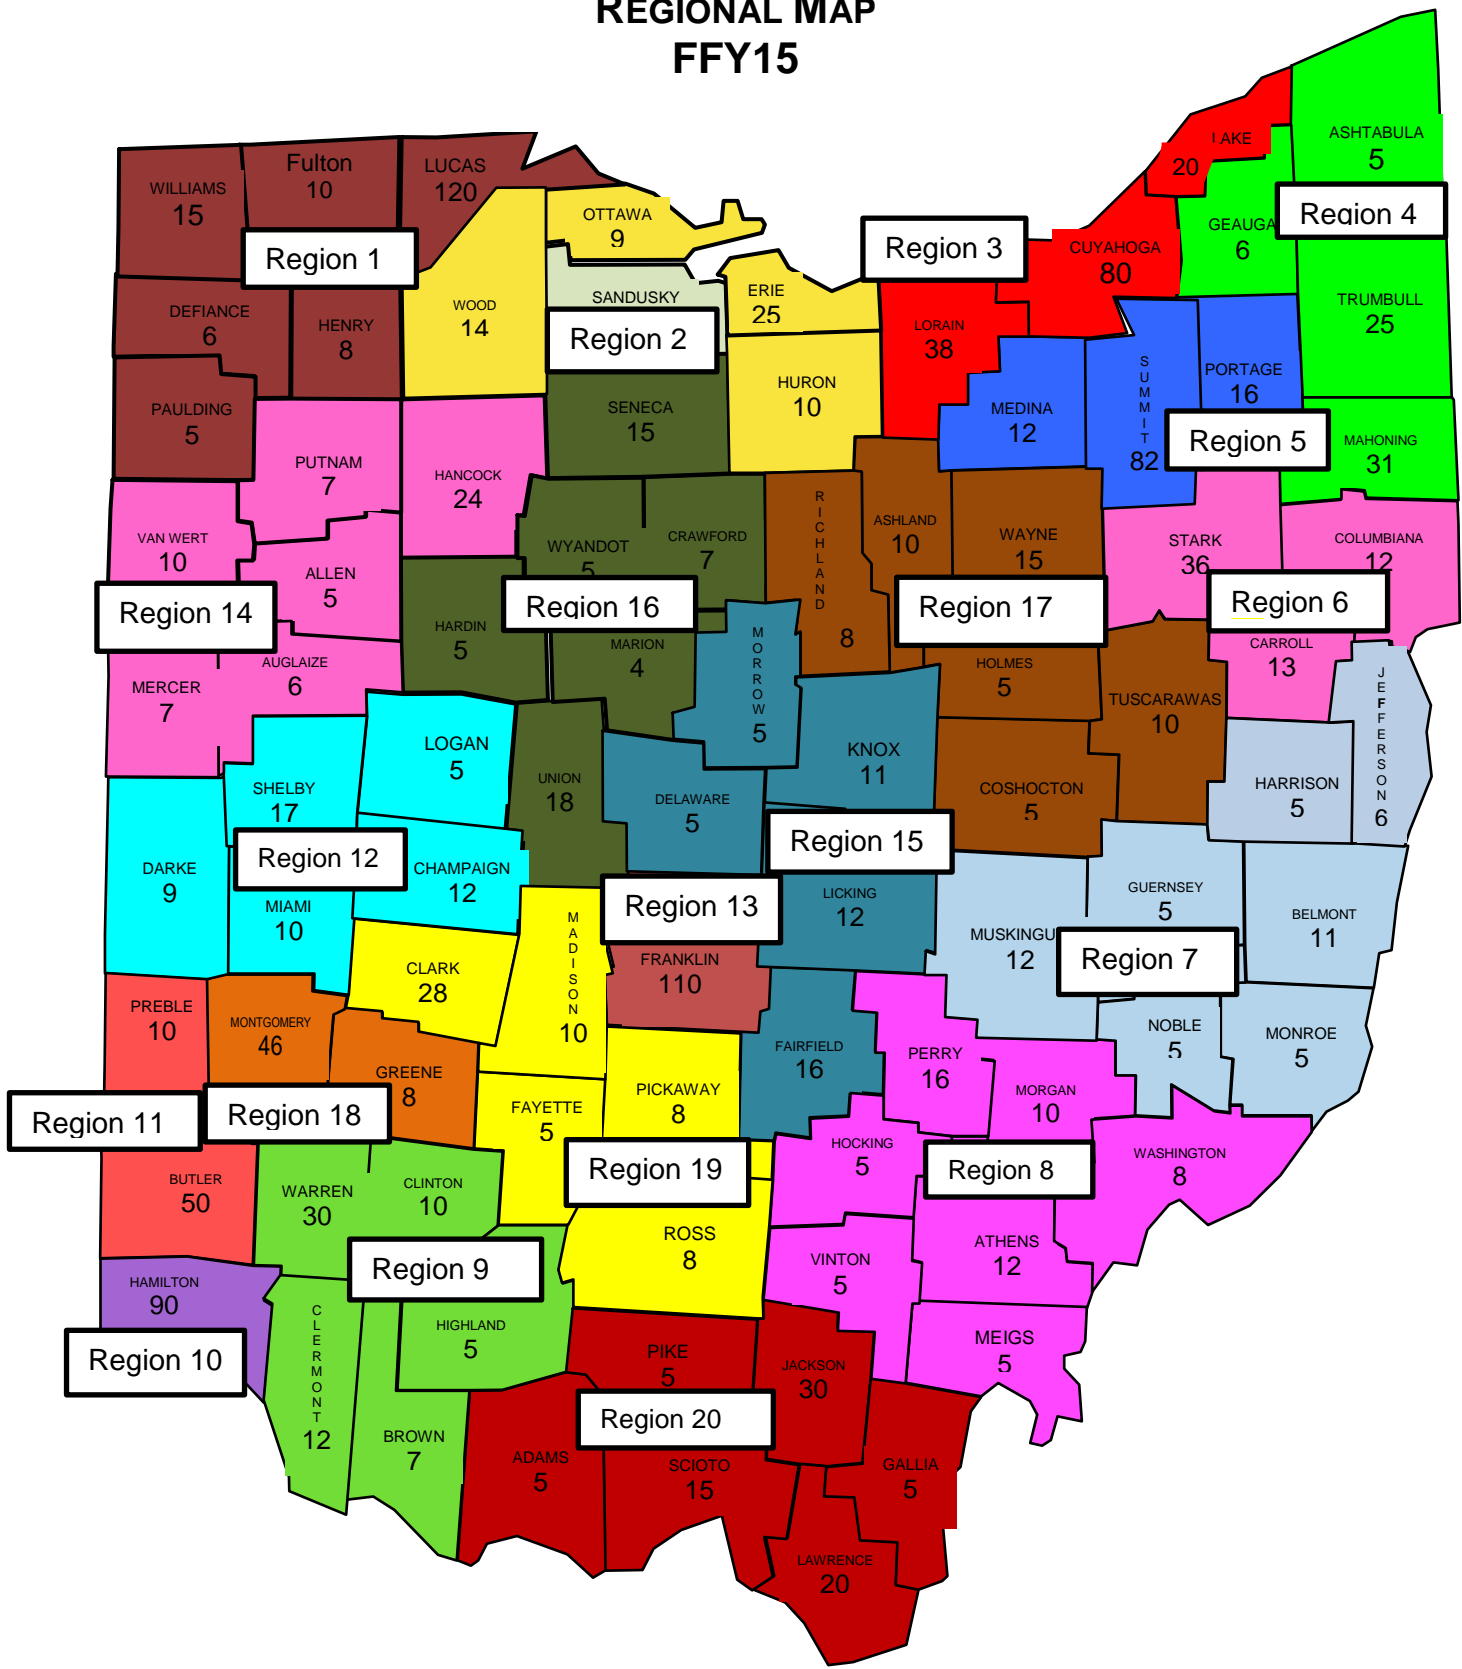 REGIONAL MAP
FFY15
WILLIAMS
15
Fulton
10
LUCAS
120
OTTAWA
9
LAKE
20
ASHTABULA
5
GEAUGA
6
Region 4
Region 1
Region 3
CUYAHOGA
80
DEFIANCE
6
HENRY
8
WOOD
14
SANDUSKY
Region 2
ERIE
25
LORAIN
38
TRUMBULL
25
PAULDING
5
PUTNAM
7
HANCOCK
24
SENECA
15
HURON
10
MEDINA
12
SUMMIT
82
PORTAGE
16
Region 5
MAHONING
31
VAN WERT
10
ALLEN
5
WYANDOT
5
CRAWFORD
7
RICHLAND
8
ASHLAND
10
WAYNE
15
STARK
36
COLUMBIANA
12
Region 14
Region 16
Region 17
Region 6
HARDIN
5
MARION
4
MORROW
5
HOLMES
5
CARROLL
13
MERCER
7
AUGLAIZE
6
TUSCARAWAS
10
JEFFERSON
6
LOGAN
5
KNOX
11
SHELBY
17
UNION
18
DELAWARE
5
COSHOCTON
5
HARRISON
5
Region 12
Region 15
DARKE
9
CHAMPAIGN
12
MIAMI
10
MADISON
10
Region 13
LICKING
12
GUERNSEY
5
BELMONT
11
MUSKINGU
12
Region 7
CLARK
28
FRANKLIN
110
PREBLE
10
MONTGOMERY
46
FAIRFIELD
16
PERRY
16
NOBLE
5
MONROE
5
GREENE
8
PICKAWAY
8
MORGAN
10
Region 11
Region 18
FAYETTE
5
HOCKING
5
Region 19
Region 8
WASHINGTON
8
BUTLER
50
WARREN
30
CLINTON
10
ROSS
8
ATHENS
12
VINTON
5
Region 9
HAMILTON
90
CLERMONT
12
HIGHLAND
5
MEIGS
5
Region 10
PIKE
5
JACKSON
30
Region 20
BROWN
7
ADAMS
5
SCIOTO
15
GALLIA
5
LAWRENCE
20